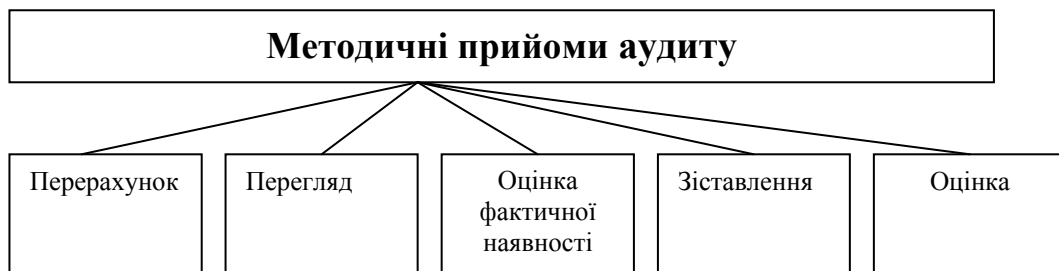 Методичні прийоми аудиту
Перерахунок
Перегляд
Оцінка
фактичної
наявності
Зіставлення
Оцінка